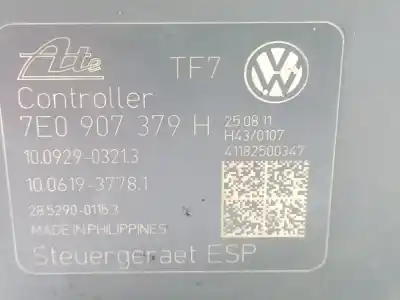 Ate TF7
Controller
7E0 907 379 H 25.08.11
H43/0107
10.0929-0321.3 41182500347
10.0619-3778.1
28.5290-0115.3
MADE IN PHILIPPINES
Steuergeraet ESP